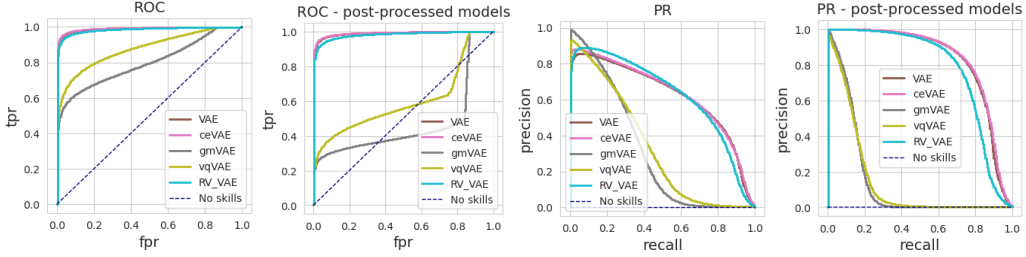 ROC
tpr
1.0
0.8
0.6
0.4
0.2
0.0
VAE
ceVAE
gmVAE
vqVAE
RV_VAE
No skills
0.0 0.2 0.4 0.6 0.8 1.0
fpr
ROC - post-processed models
tpr
1.0
0.8
0.6
0.4
0.2
0.0
VAE
ceVAE
gmVAE
vqVAE
RV_VAE
No skills
0.0 0.2 0.4 0.6 0.8 1.0
fpr
PR
precision
1.0
0.8
0.6
0.4
0.2
0.0
VAE
ceVAE
gmVAE
vqVAE
RV_VAE
No skills
0.0 0.2 0.4 0.6 0.8 1.0
recall
PR - post-processed models
precision
1.0
0.8
0.6
0.4
0.2
0.0
VAE
ceVAE
gmVAE
vqVAE
RV_VAE
No skills
0.0 0.2 0.4 0.6 0.8 1.0
recall